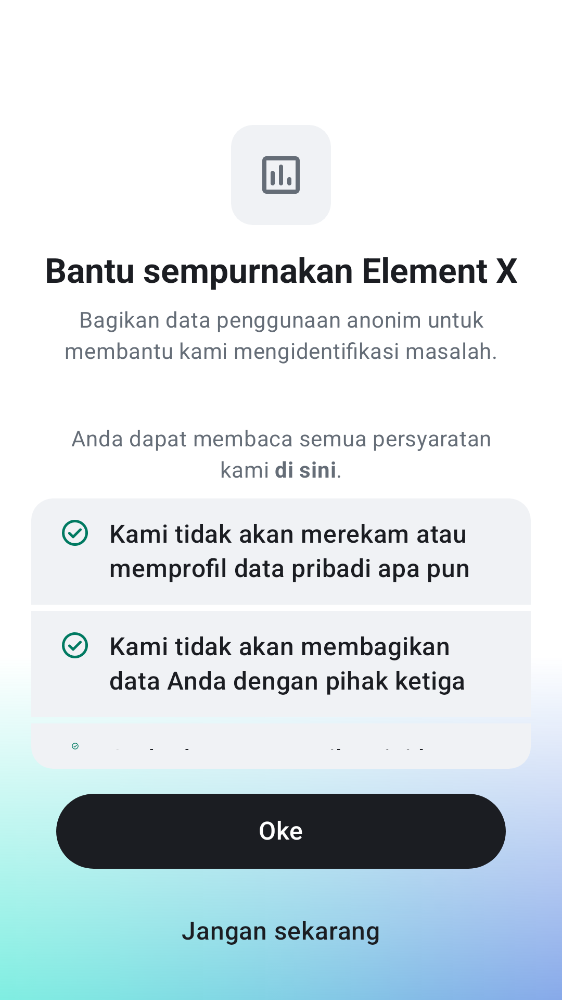 Bantu sempurnakan Element X
Bagikan data penggunaan anonim untuk
membantu kami mengidentifikasi masalah.
Anda dapat membaca semua persyaratan
kami di sini.
Kami tidak akan merekam atau
memprofil data pribadi apa pun
Kami tidak akan membagikan
data Anda dengan pihak ketiga
Oke
Jangan sekarang